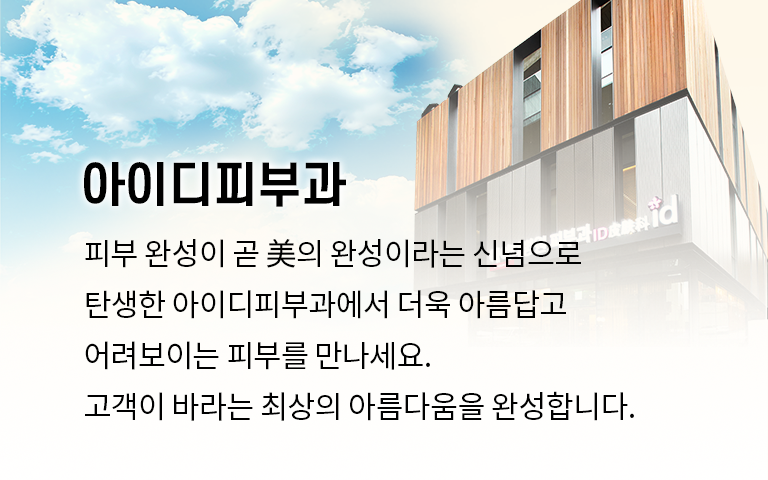 아이디피부과
피부 완성이 곧 美의 완성이라는 신념으로
탄생한 아이디피부과에서 더욱 아름답고
어려보이는 피부를 만나세요.
고객이 바라는 최상의 아름다움을 완성합니다.
피부과 ID皮膚科 id